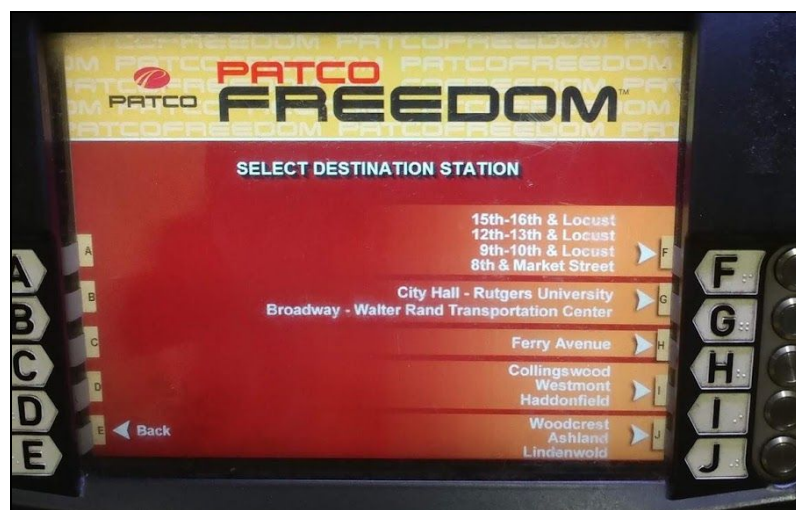 PATCO
PATCO
FREEDOM™
SELECT DESTINATION STATION
15th-16th & Locust
12th-13th & Locust
9th-10th & Locust
8th & Market Street
City Hall - Rutgers University
Broadway - Walter Rand Transportation Center
Ferry Avenue
Collingswood
Westmont
Haddonfield
Back
Woodcrest
Ashland
Lindenwold
A
B
C
D
E
F
G
H
I
J
A
B
C
D
E
F
G
H
I
J